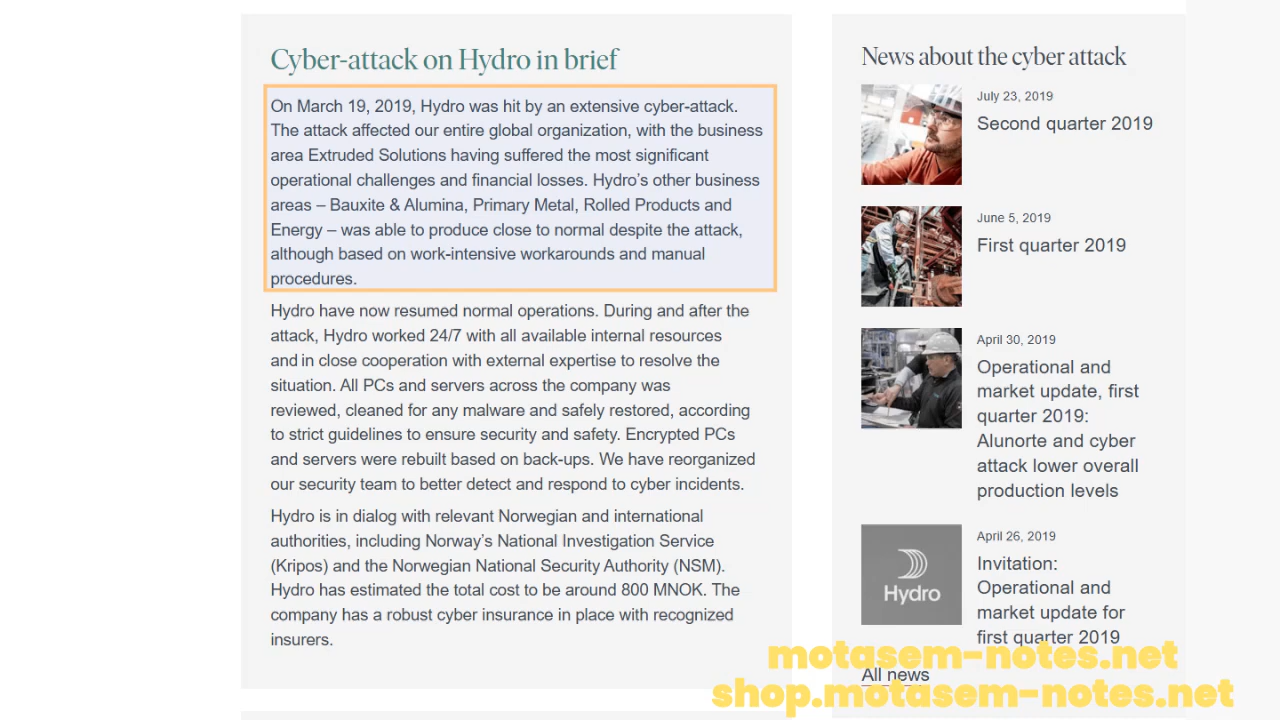 Cyber-attack on Hydro in brief
On March 19, 2019, Hydro was hit by an extensive cyber-attack.
The attack affected our entire global organization, with the business
area Extruded Solutions having suffered the most significant
operational challenges and financial losses. Hydro's other business
areas – Bauxite & Alumina, Primary Metal, Rolled Products and
Energy – was able to produce close to normal despite the attack,
although based on work-intensive workarounds and manual
procedures.
Hydro have now resumed normal operations. During and after the
attack, Hydro worked 24/7 with all available internal resources
and in close cooperation with external expertise to resolve the
situation. All PCs and servers across the company was
reviewed, cleaned for any malware and safely restored, according
to strict guidelines to ensure security and safety. Encrypted PCs
and servers were rebuilt based on back-ups. We have reorganized
our security team to better detect and respond to cyber incidents.
Hydro is in dialog with relevant Norwegian and international
authorities, including Norway's National Investigation Service
(Kripos) and the Norwegian National Security Authority (NSM).
Hydro has estimated the total cost to be around 800 MNOK. The
company has a robust cyber insurance in place with recognized
insurers.
News about the cyber attack
July 23, 2019
Second quarter 2019
June 5, 2019
First quarter 2019
April 30, 2019
Operational and
market update, first
quarter 2019:
Alunorte and cyber
attack lower overall
production levels
Hydro
April 26, 2019
Invitation:
Operational and
market update for
first quarter 2019
All news
motasem-notes.net
shop.motasem-notes.net